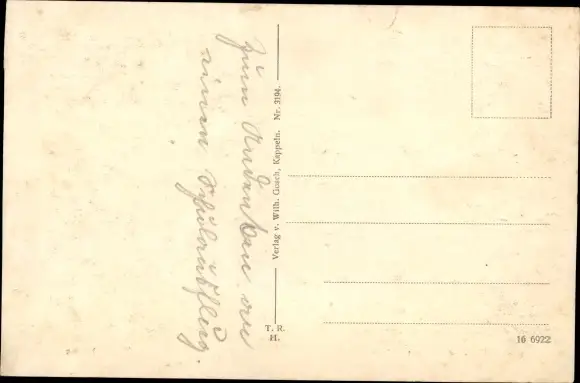 Zum Andenken an
einen Schulausflug.
Verlag v. Wilh. Gosch, Kappeln. Nr. 3194.
T. R.
H.
16 6922